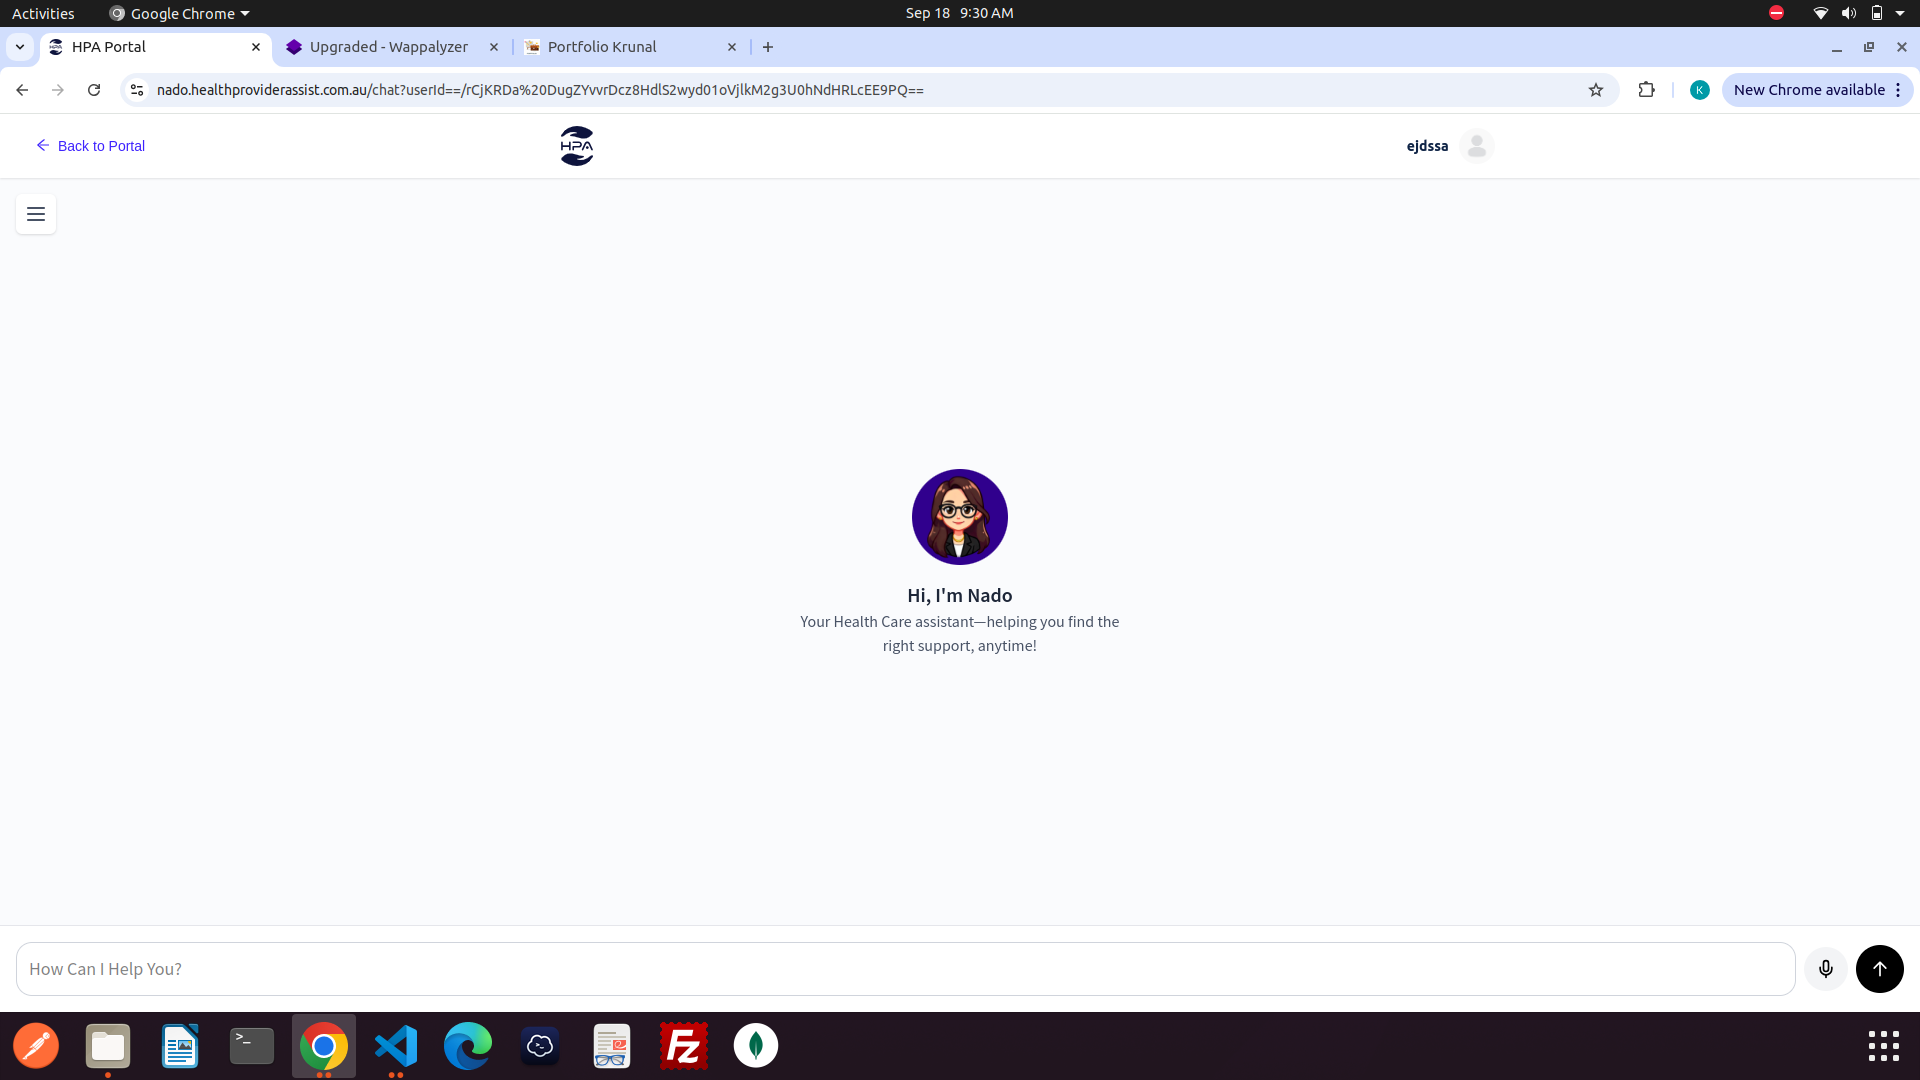 Activities
Google Chrome
Sep 18 9:30 AM
HPA Portal
Upgraded - Wappalyzer
Portfolio Krunal
nado.healthproviderassist.com.au/chat?userId==/rCjKRDa%20DugZYvvrDcz8HdlS2wyd01oVjlkM2g3U0hNdHRLcEE9PQ==
K
New Chrome available
Back to Portal
HPA
ejdssa
Hi, I'm Nado
Your Health Care assistant—helping you find the
right support, anytime!
How Can I Help You?
>_
Fz